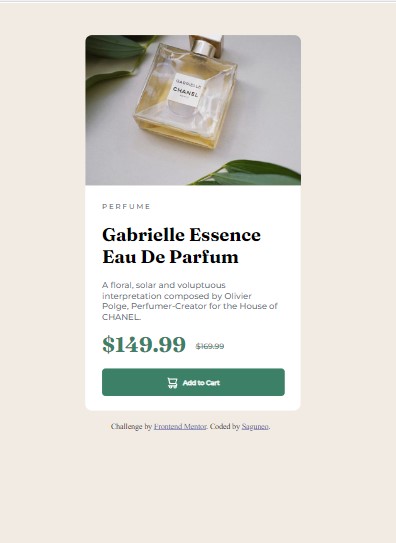 GABRIELLE
CHANEL
PERFUME
Gabrielle Essence
Eau De Parfum
A floral, solar and voluptuous
interpretation composed by Olivier
Polge, Perfumer-Creator for the House of
CHANEL.
$149.99 $169.99
Add to Cart
Challenge by Frontend Mentor. Coded by Saguneo.